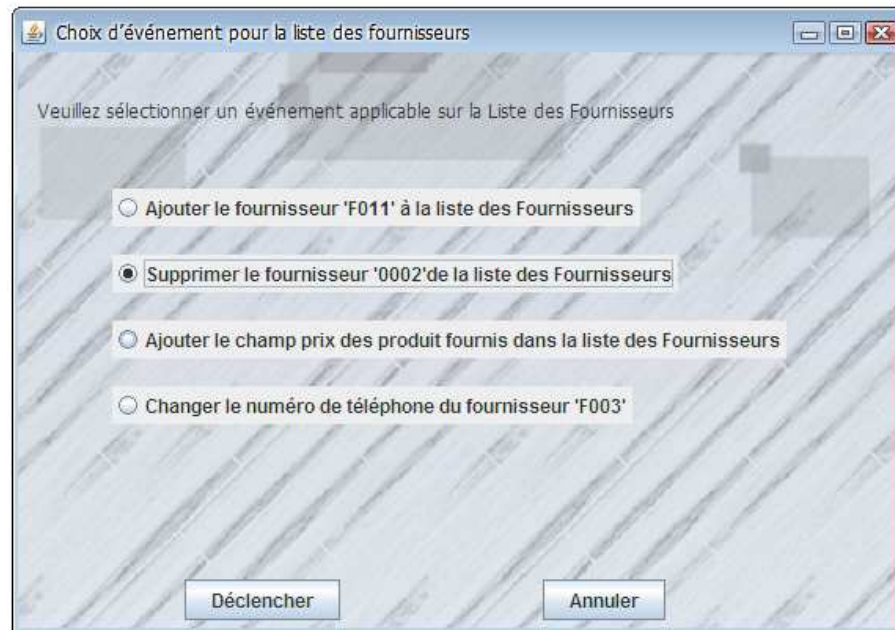 Choix d'événement pour la liste des fournisseurs
Veuillez sélectionner un événement applicable sur la Liste des Fournisseurs
Ajouter le fournisseur 'F011' à la liste des Fournisseurs
Supprimer le fournisseur '0002'de la liste des Fournisseurs
Ajouter le champ prix des produit fournis dans la liste des Fournisseurs
Changer le numéro de téléphone du fournisseur 'F003'
Déclencher
Annuler